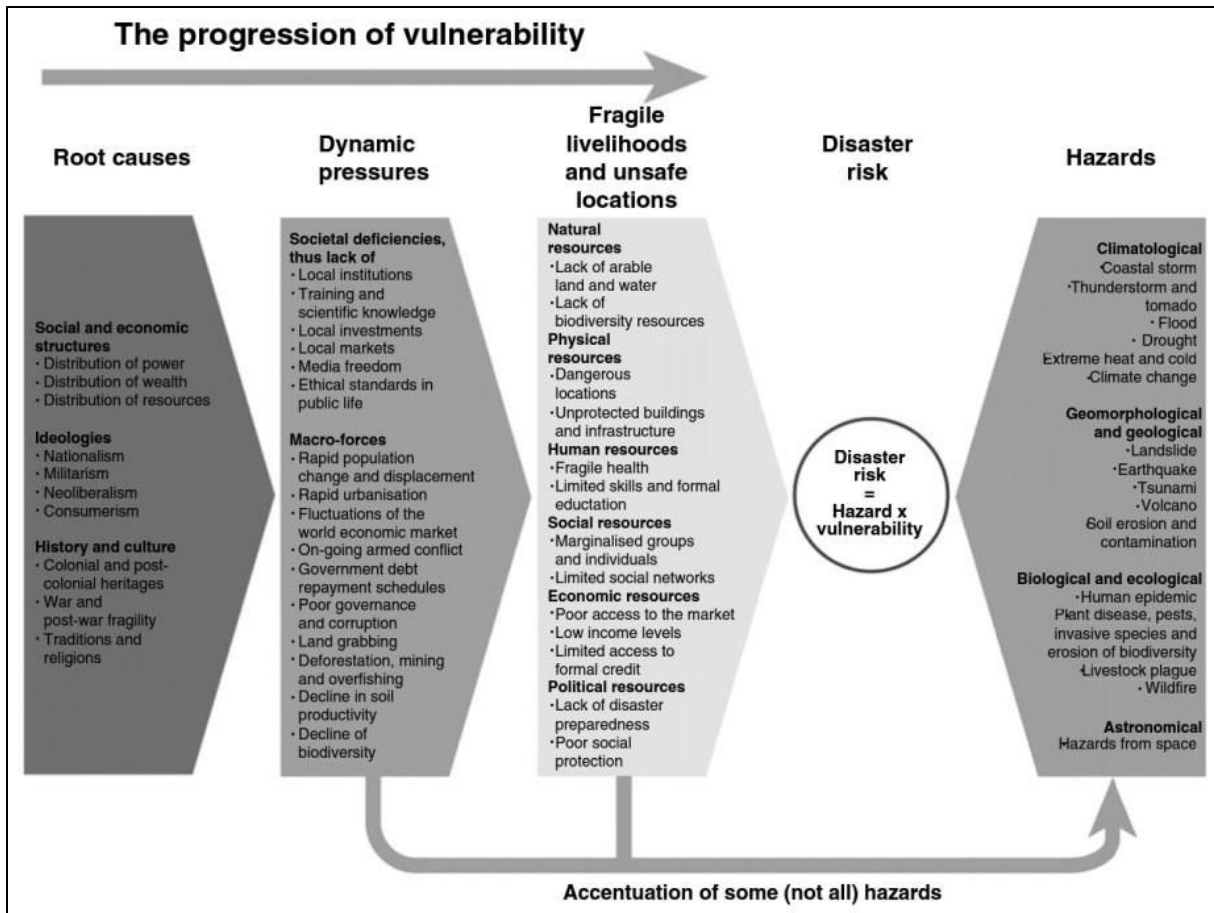 The progression of vulnerability
Root causes
Dynamic
pressures
Fragile
livelihoods
and unsafe
locations
Disaster
risk
Hazards
Social and economic
structures
· Distribution of power
· Distribution of wealth
· Distribution of resources
Ideologies
· Nationalism
· Militarism
· Neoliberalism
· Consumerism
History and culture
· Colonial and post-
colonial heritages
· War and
post-war fragility
· Traditions and
religions
Societal deficiencies,
thus lack of
· Local institutions
· Training and
scientific knowledge
· Local investments
· Local markets
· Media freedom
· Ethical standards in
public life
Macro-forces
· Rapid population
change and displacement
· Rapid urbanisation
· Fluctuations of the
world economic market
· On-going armed conflict
· Government debt
repayment schedules
· Poor governance
and corruption
· Land grabbing
· Deforestation, mining
and overfishing
· Decline in soil
productivity
· Decline of
biodiversity
Natural
resources
· Lack of arable
land and water
· Lack of
biodiversity resources
Physical
resources
· Dangerous
locations
· Unprotected buildings
and infrastructure
Human resources
· Fragile health
· Limited skills and formal
eductation
Social resources
· Marginalised groups
and individuals
· Limited social networks
Economic resources
· Poor access to the market
· Low income levels
· Limited access to
formal credit
Political resources
· Lack of disaster
preparedness
· Poor social
protection
Disaster
risk
=
Hazard x
vulnerability
Climatological
· Coastal storm
· Thunderstorm and
tornado
· Flood
· Drought
Extreme heat and cold
· Climate change
Geomorphological
and geological
· Landslide
· Earthquake
· Tsunami
· Volcano
· Soil erosion and
contamination
Biological and ecological
· Human epidemic
Plant disease, pests,
invasive species and
erosion of biodiversity
· Livestock plague
· Wildfire
Astronomical
Hazards from space
Accentuation of some (not all) hazards